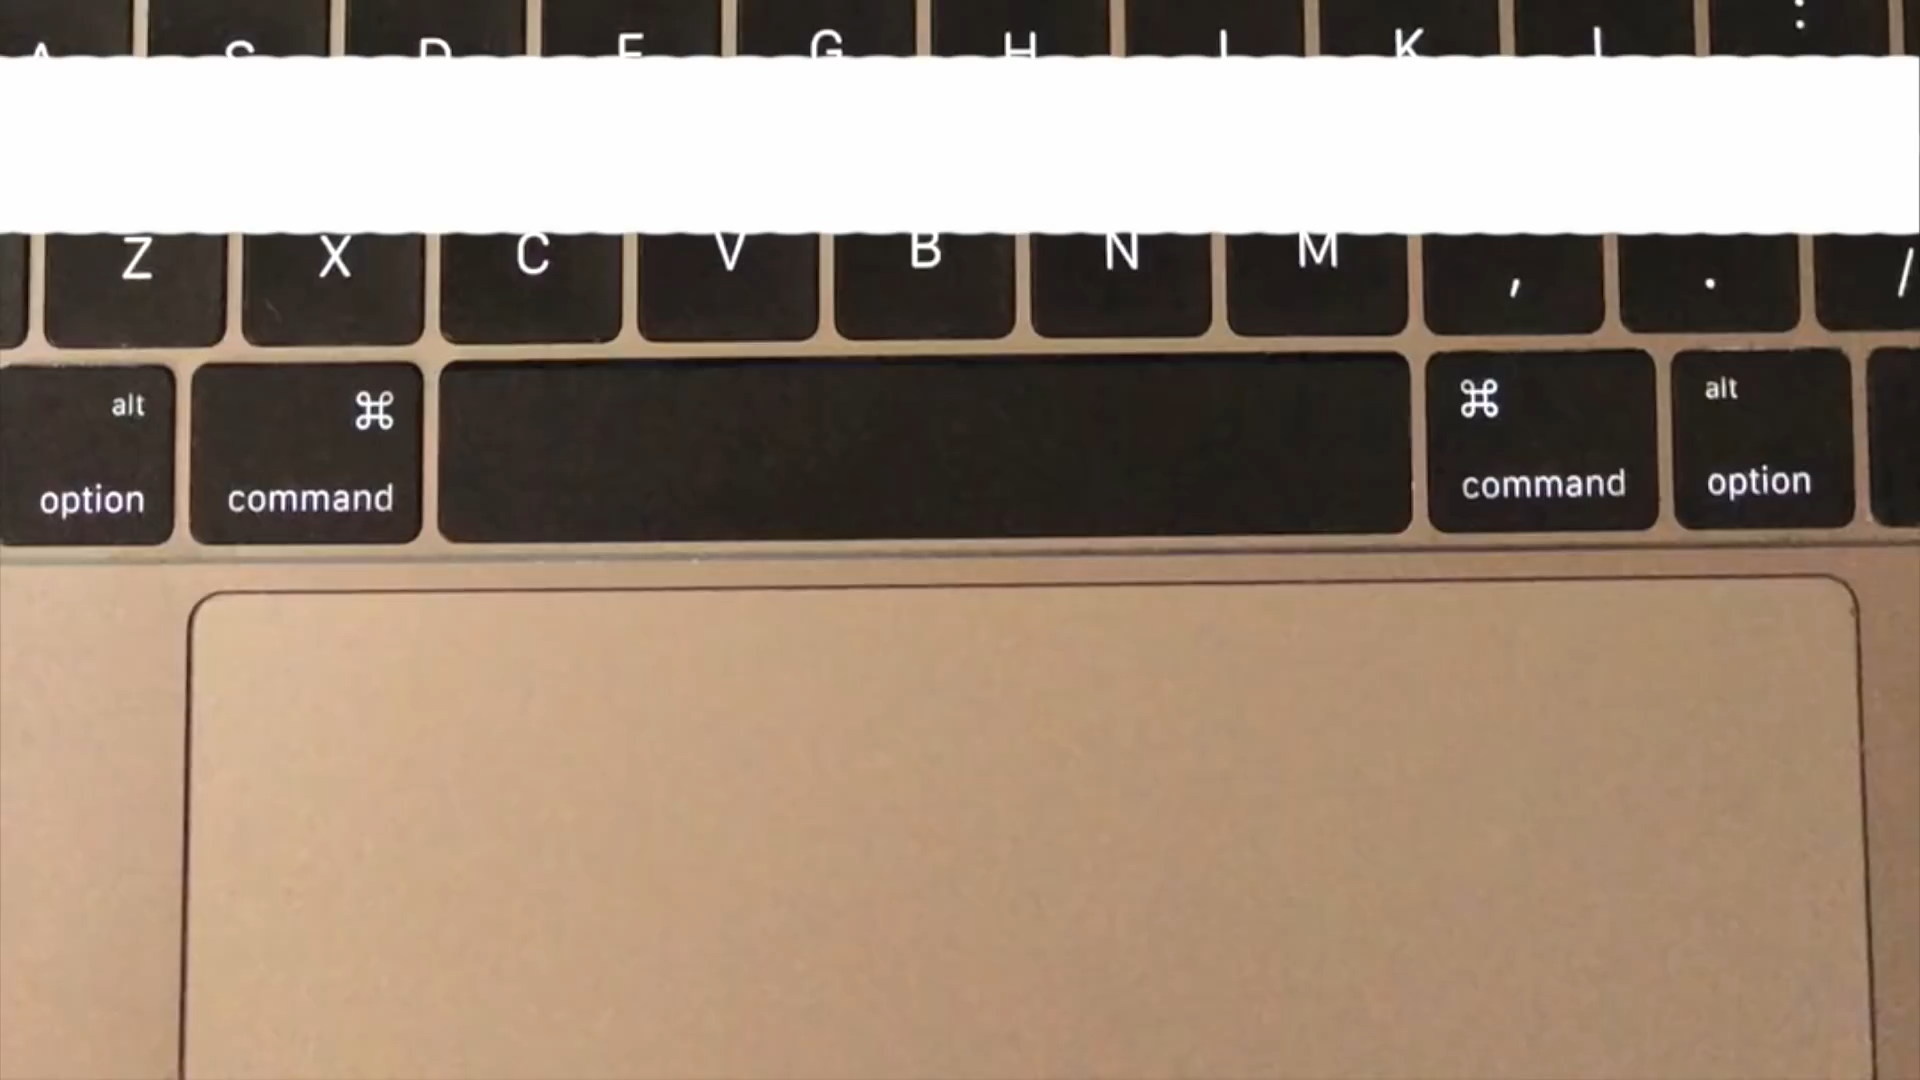 A S D F G H J K L :
Z X C V B N M , . /
alt ⌘ ⌘ alt
option command command option